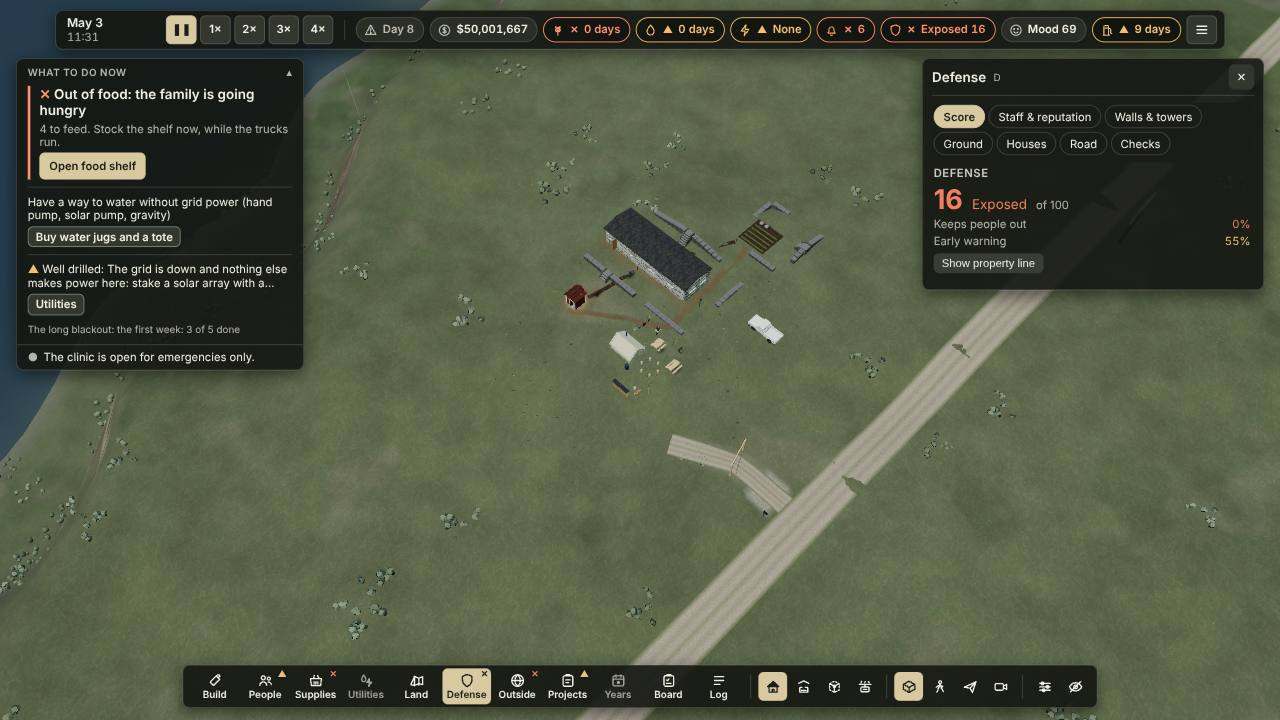 May 3
11:31
1×
2×
3×
4×
Day 8
$50,001,667
× 0 days
0 days
None
× 6
× Exposed 16
Mood 69
9 days
WHAT TO DO NOW
× Out of food: the family is going
hungry
4 to feed. Stock the shelf now, while the trucks
run.
Open food shelf
Have a way to water without grid power (hand
pump, solar pump, gravity)
Buy water jugs and a tote
Well drilled: The grid is down and nothing else
makes power here: stake a solar array with a...
Utilities
The long blackout: the first week: 3 of 5 done
The clinic is open for emergencies only.
Defense D
Score
Staff & reputation
Walls & towers
Ground
Houses
Road
Checks
DEFENSE
16 Exposed of 100
Keeps people out 0%
Early warning 55%
Show property line
Build
People
Supplies
Utilities
Land
Defense
Outside
Projects
Years
Board
Log